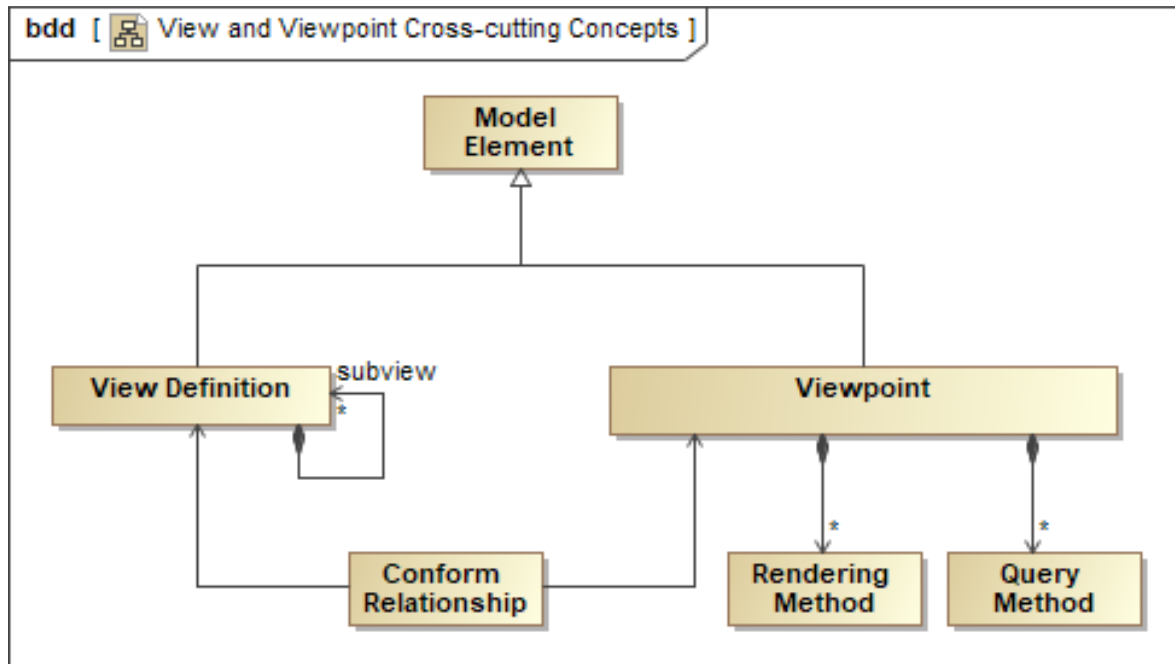 bdd [ View and Viewpoint Cross-cutting Concepts ]
Model
Element
View Definition
subview
*
Viewpoint
*
*
Conform
Relationship
Rendering
Method
Query
Method